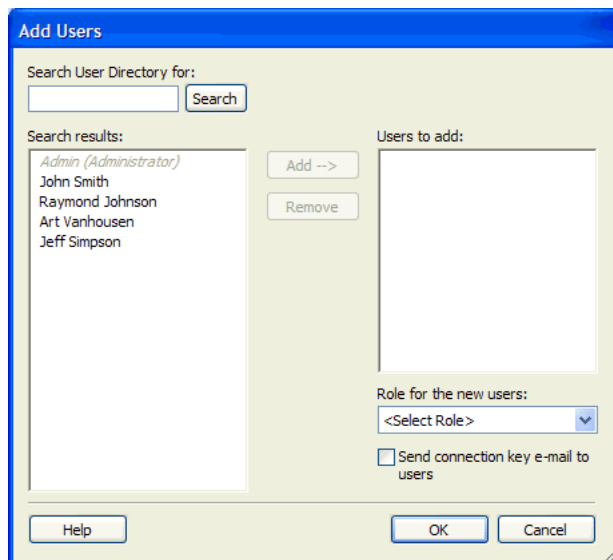 Add Users
Search User Directory for:
Search
Search results:
Admin (Administrator)
John Smith
Raymond Johnson
Art Vanhousen
Jeff Simpson
Add -->
Remove
Users to add:
Role for the new users:
<Select Role>
Send connection key e-mail to
users
Help
OK
Cancel